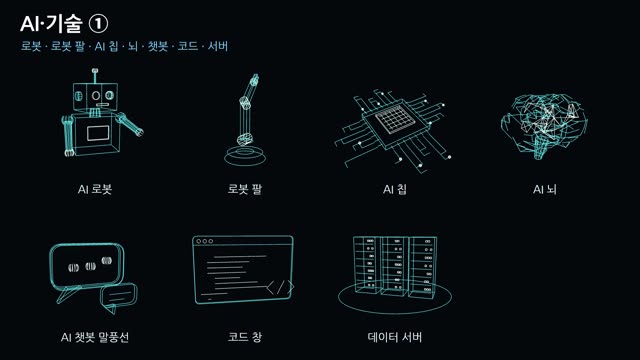 AI·기술 ①
로봇 · 로봇 팔 · AI 칩 · 뇌 · 챗봇 · 코드 · 서버
AI 로봇
로봇 팔
AI 칩
AI 뇌
AI 챗봇 말풍선
코드 창
데이터 서버